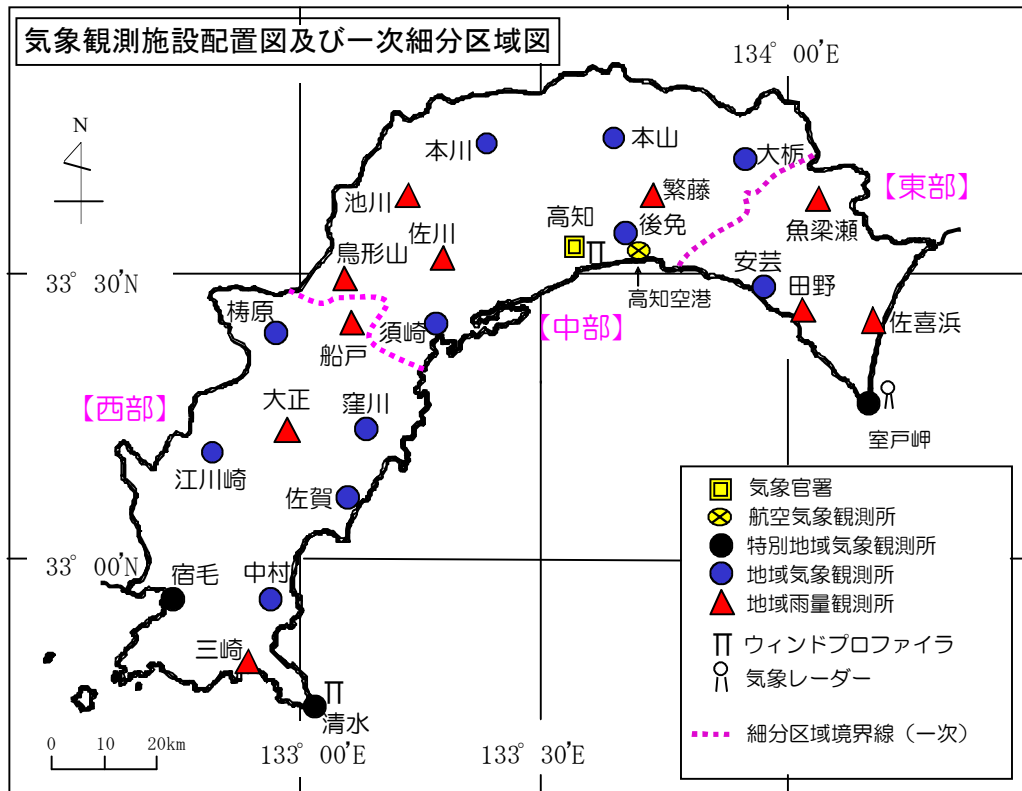 気象観測施設配置図及び一次細分区域図
134° 00'E
N
本川
本山
大栃
池川
繁藤
【東部】
高知
後免
魚梁瀬
佐川
鳥形山
安芸
33° 30'N
高知空港
田野
梼原
須崎
【中部】
佐喜浜
船戸
【西部】
大正
窪川
室戸岬
江川崎
佐賀
気象官署
航空気象観測所
特別地域気象観測所
地域気象観測所
地域雨量観測所
ウィンドプロファイラ
気象レーダー
細分区域境界線（一次）
33° 00'N
宿毛
中村
三崎
清水
0 10 20km
133° 00'E
133° 30'E